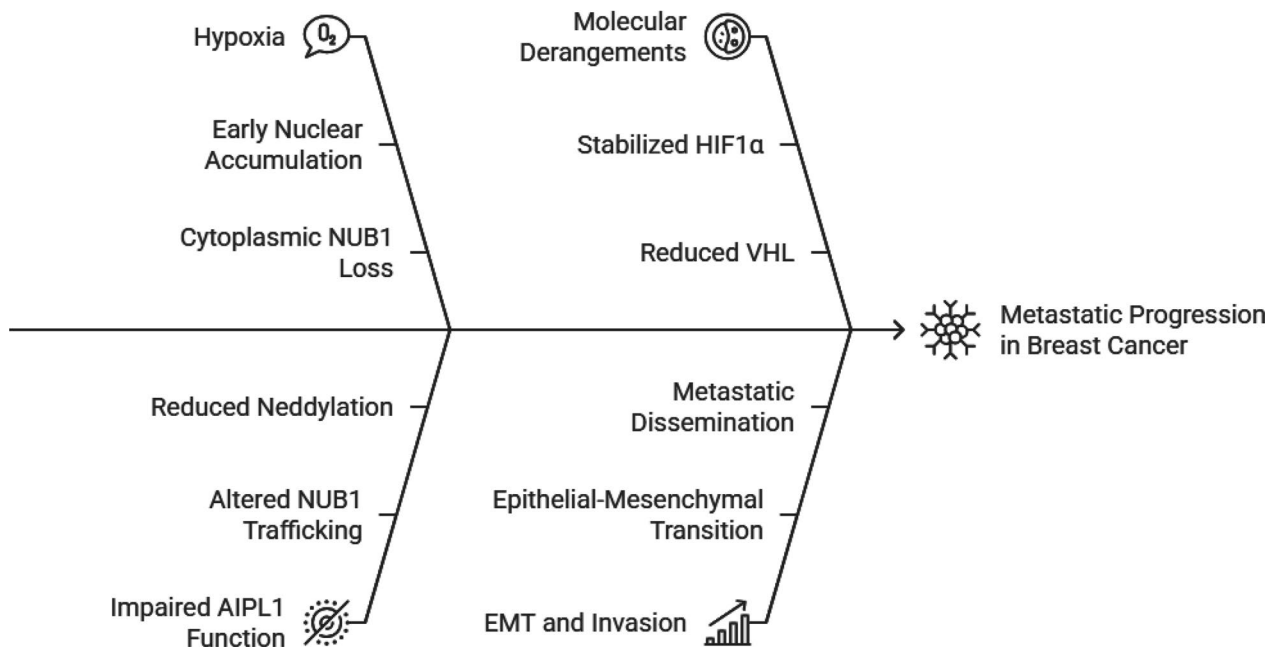 Hypoxia
O₂
Early Nuclear
Accumulation
Cytoplasmic NUB1
Loss
Molecular
Derangements
Stabilized HIF1α
Reduced VHL
Metastatic Progression
in Breast Cancer
Reduced Neddylation
Altered NUB1
Trafficking
Impaired AIPL1
Function
Metastatic
Dissemination
Epithelial-Mesenchymal
Transition
EMT and Invasion